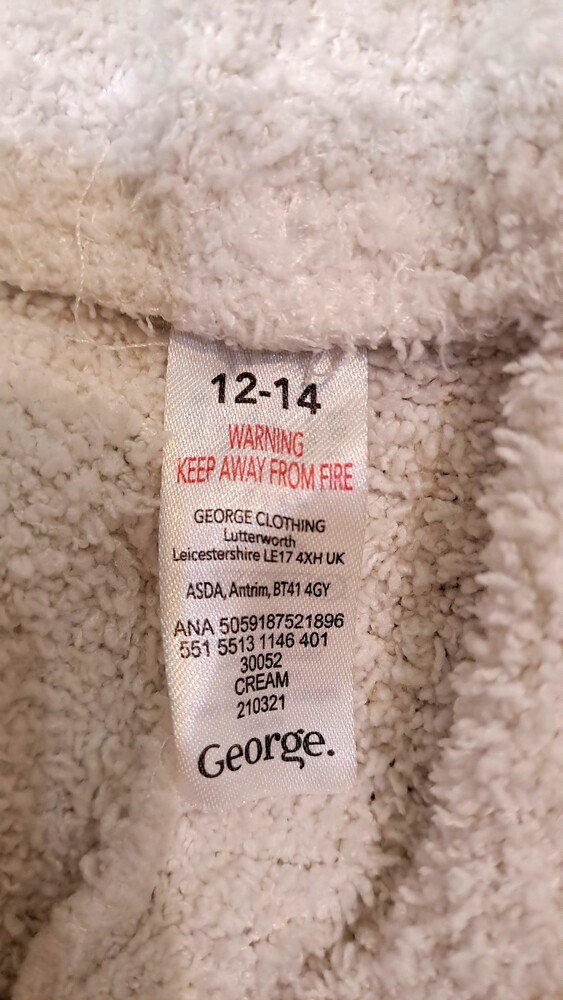 12-14
WARNING
KEEP AWAY FROM FIRE
GEORGE CLOTHING
Lutterworth
Leicestershire LE17 4XH UK
ASDA, Antrim, BT41 4GY
ANA 5059187521896
551 5513 1146 401
30052
CREAM
210321
George.